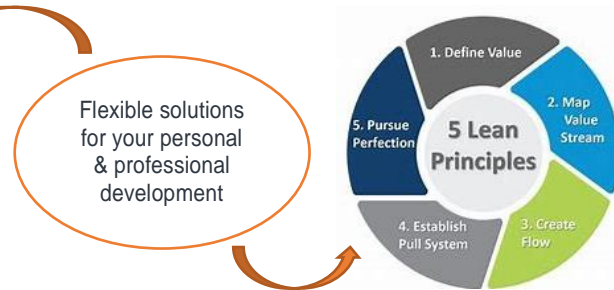 Flexible solutions
for your personal
& professional
development
1. Define Value
2. Map
Value
Stream
3. Create
Flow
4. Establish
Pull System
5. Pursue
Perfection
5 Lean
Principles